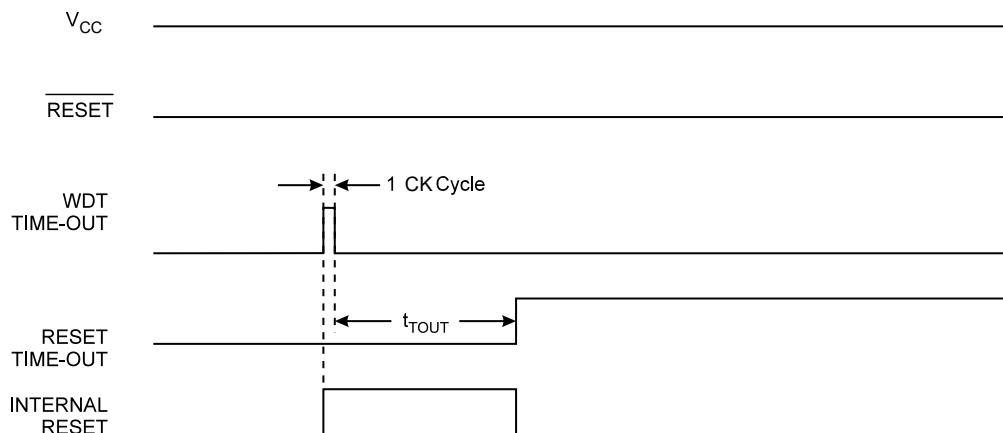 VCC
RESET
1 CK Cycle
WDT
TIME-OUT
tTOUT
RESET
TIME-OUT
INTERNAL
RESET